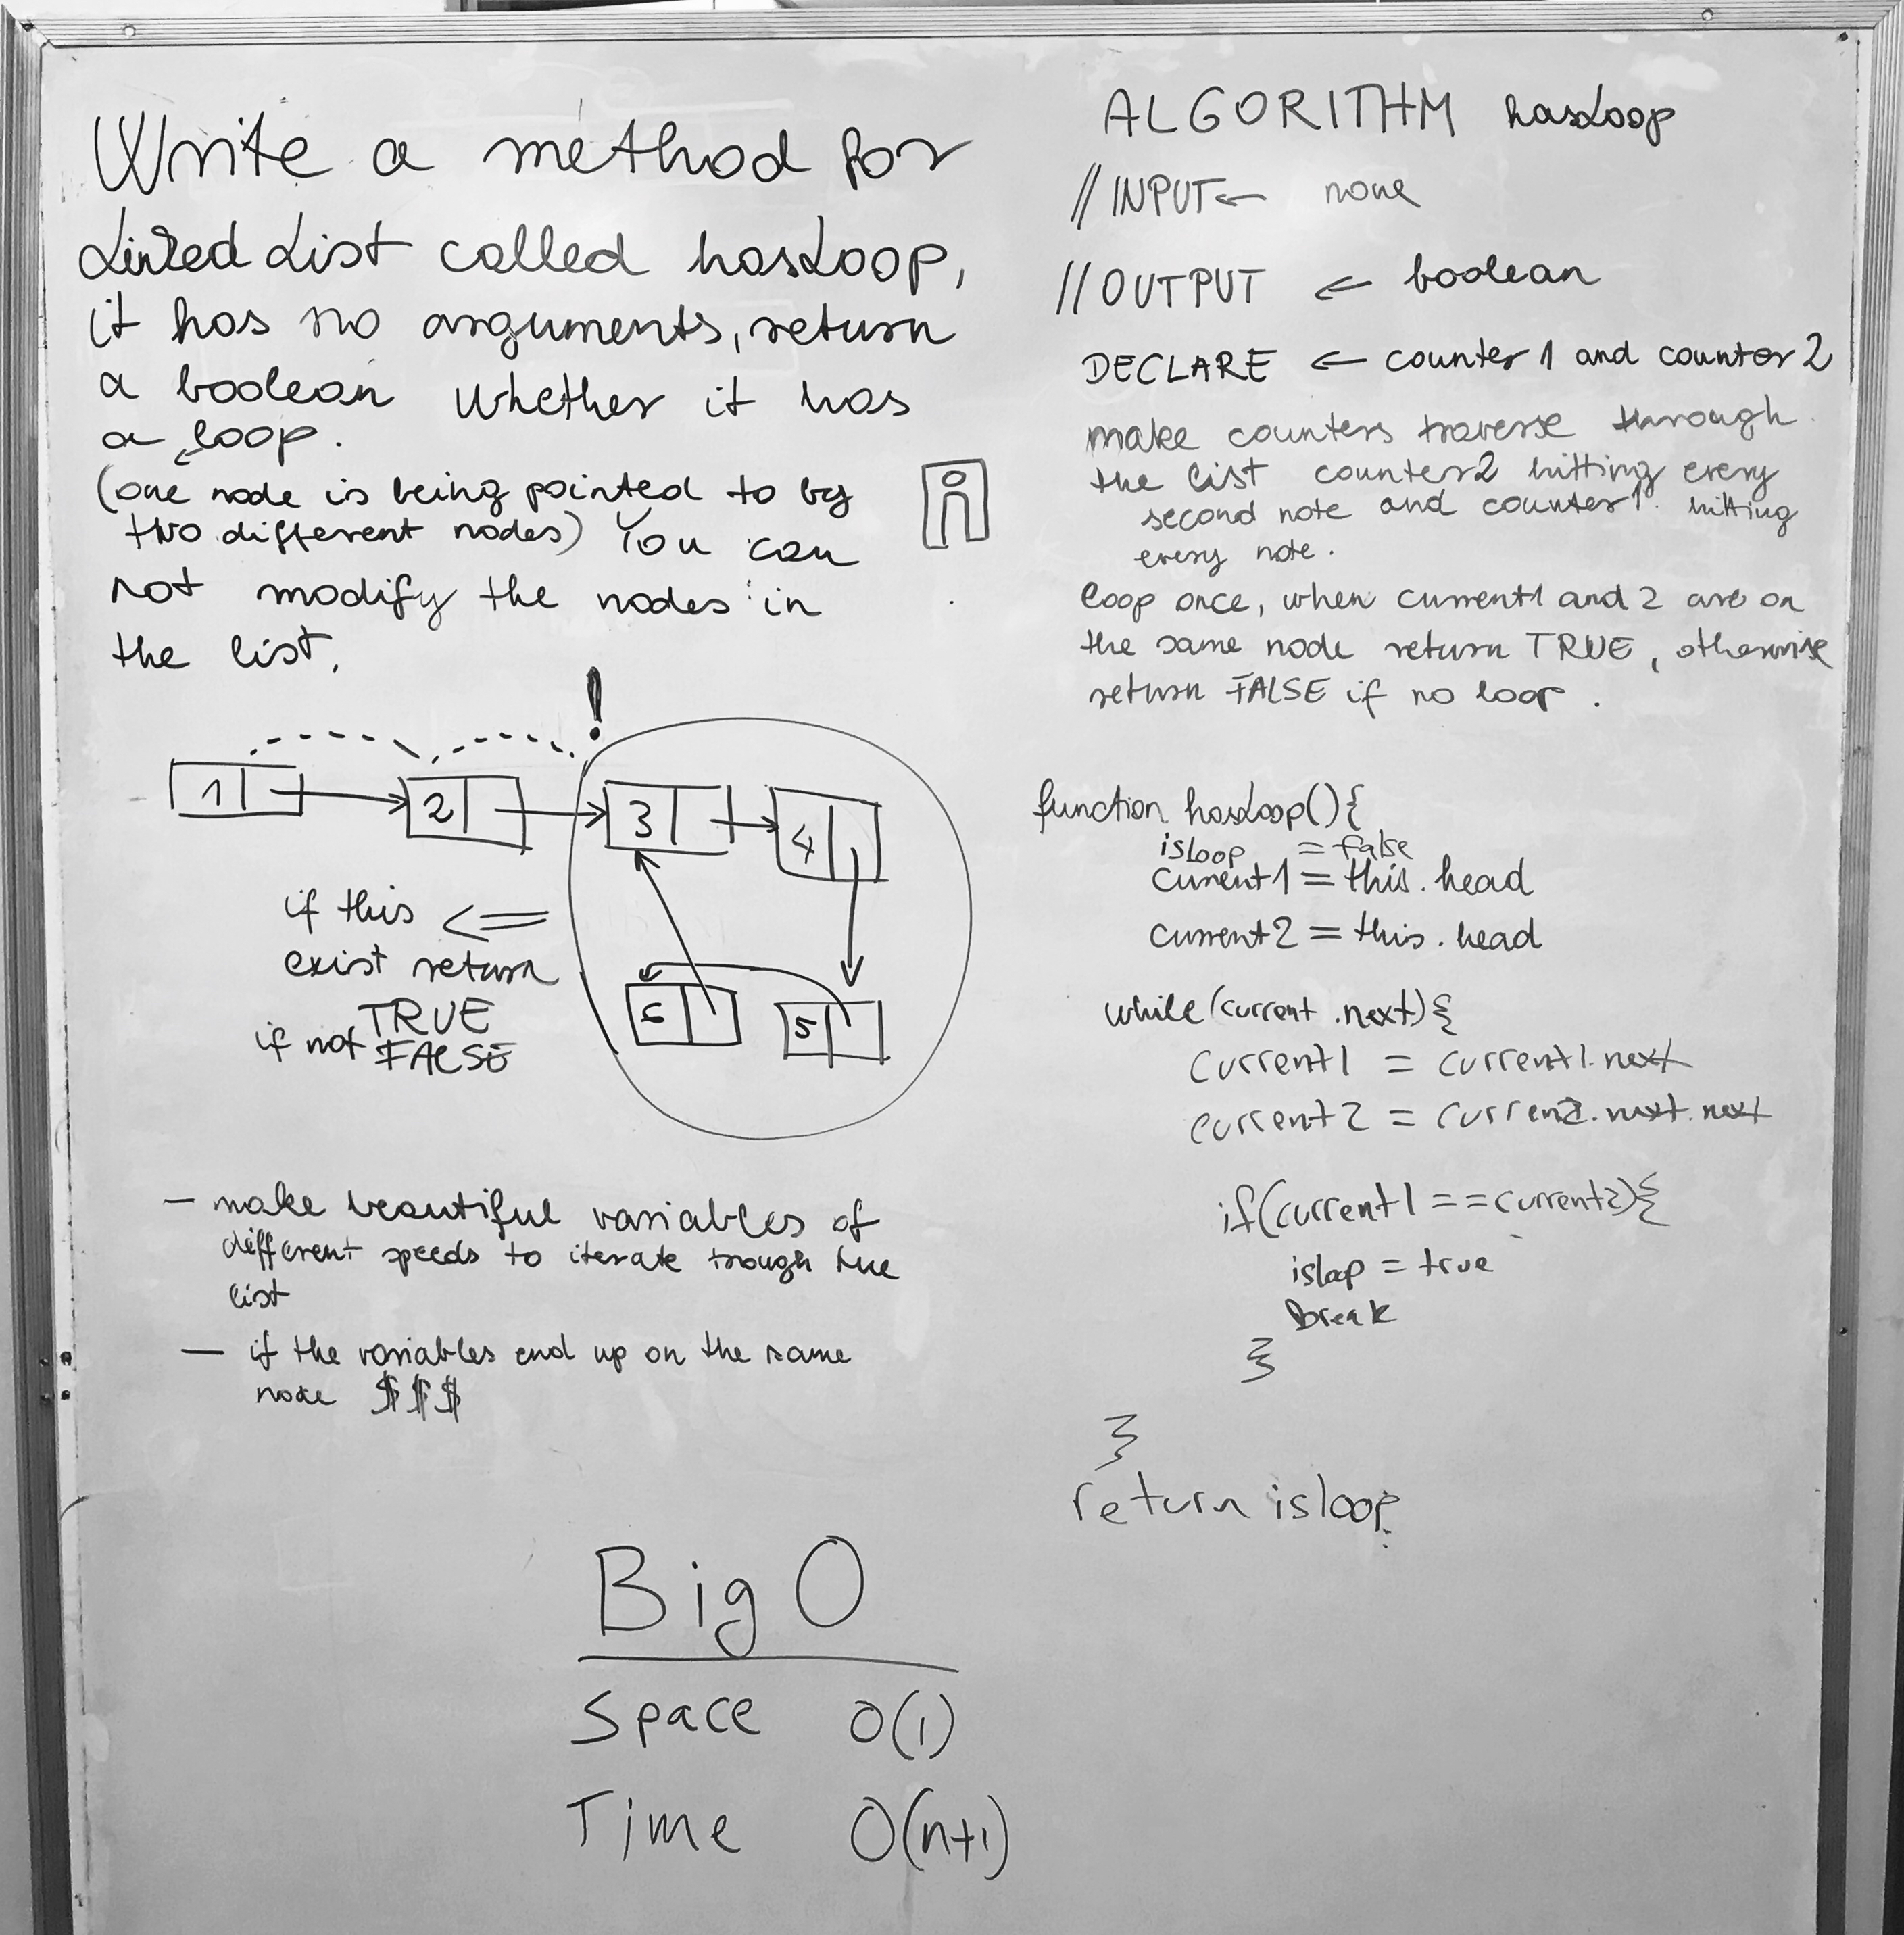 Write a method for
Linked List called hasLoop,
it has no arguments, return
a boolean whether it has
a loop.
(one node is being pointed to by
two different nodes) You can
not modify the nodes in
the list.
!
1
2
3
4
6
5
if this <=
exist return
TRUE
if not FALSE
- make beautiful variables of
different speeds to iterate trough the
list
- if the variables end up on the same
node $$$
Big O
Space O(1)
Time O(n+1)
ALGORITHM hasLoop
// INPUT ← none
// OUTPUT ← boolean
DECLARE ← counter 1 and counter 2
make counters traverse through
the list counter2 hitting every
second note and counter1 hitting
every note.
loop once, when current1 and 2 are on
the same node return TRUE, otherwise
return FALSE if no loop.
function hasLoop(){
isloop = false
current1 = this.head
current2 = this.head
while(current.next){
current1 = current1.next
current2 = curren2.next.next
if(current1 == current2){
isloop = true
break
}
}
return isloop